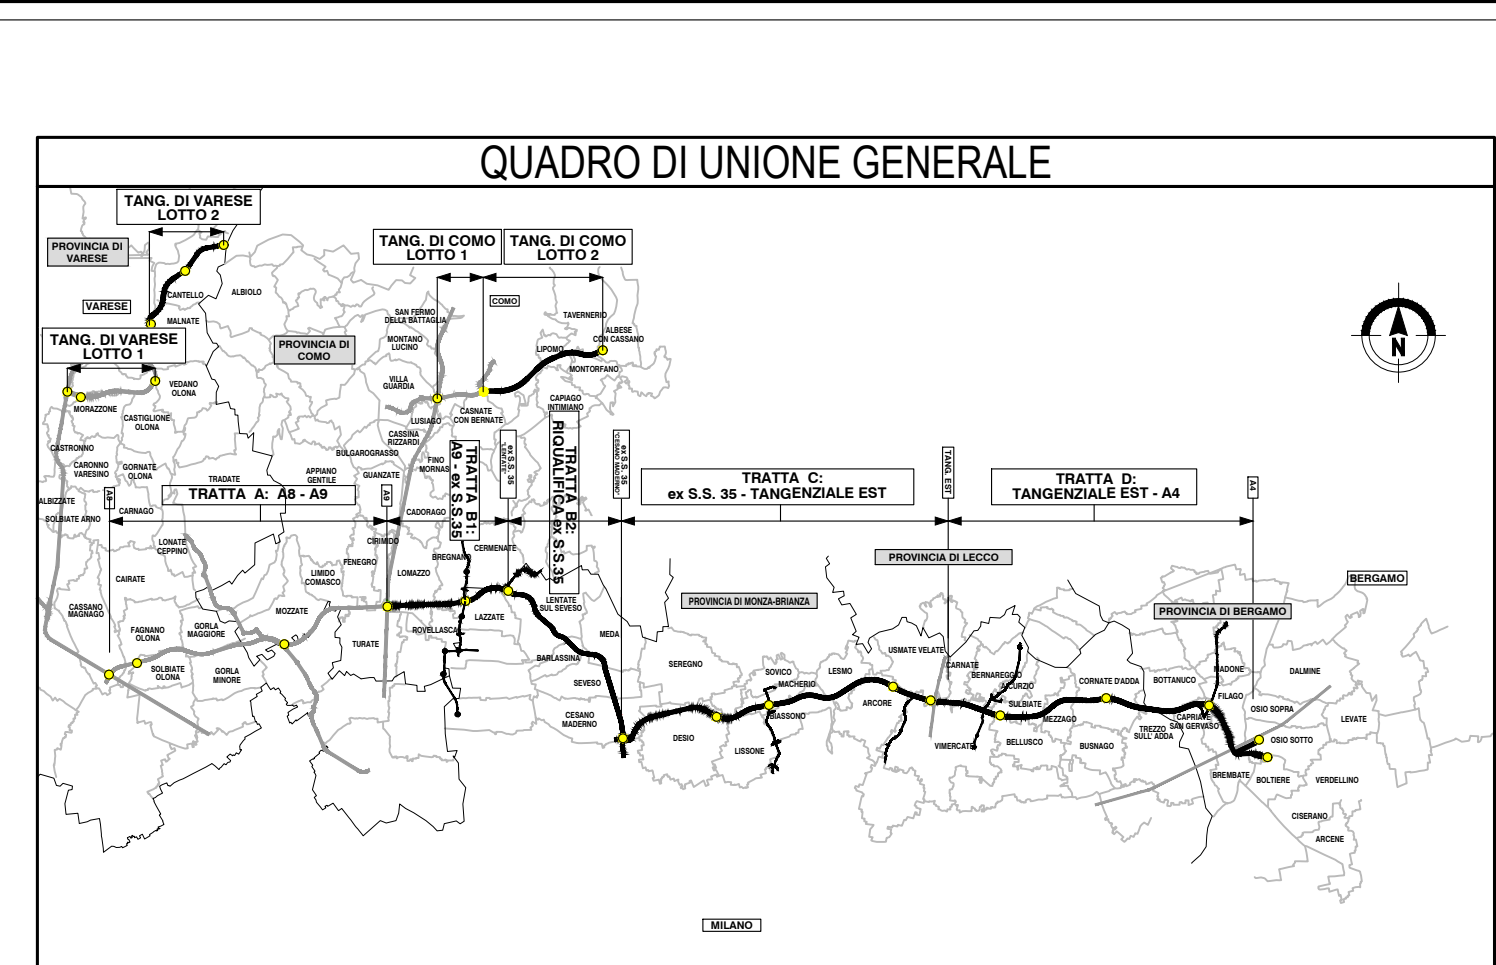 QUADRO DI UNIONE GENERALE
TANG. DI VARESE
LOTTO 2
PROVINCIA DI
VARESE
CANTELLO
ALBIOLO
VARESE
MALNATE
TANG. DI VARESE
LOTTO 1
PROVINCIA DI
COMO
TANG. DI COMO
LOTTO 1
TANG. DI COMO
LOTTO 2
COMO
SAN FERMO
DELLA BATTAGLIA
MONTANO
LUCINO
VILLA
GUARDIA
TAVERNERIO
ALBESE
CON CASSANO
LIPOMO
MONTORFANO
CAPIAGO
INTIMIANO
CASNATE
CON BERNATE
LUSIAGO
CASSINA
RIZZARDI
BULGAROGRASSO
FINO
MORNAS
GUANZATE
APPIANO
GENTILE
CADORAGO
VEDANO
OLONA
MORAZZONE
CASTIGLIONE
OLONA
CASTRONNO
CARONNO
VARESINO
GORNATE
OLONA
TRADATE
ALBIZZATE
SOLBIATE ARNO
CARNAGO
A8
TRATTA A: A8 - A9
A9
TRATTA B1:
A9 - ex S.S.35
ex S.S. 35
"LENTATE"
TRATTA B2:
RIQUALIFICA ex S.S.35
ex S.S. 35
"CESANO MADERNO"
TRATTA C:
ex S.S. 35 - TANGENZIALE EST
TANG. EST
TRATTA D:
TANGENZIALE EST - A4
A4
N
LONATE
CEPPINO
CIRIMIDO
FENEGRO
LIMIDO
COMASCO
LOMAZZO
BREGNANO
CERMENATE
CAIRATE
CASSANO
MAGNAGO
MOZZATE
FAGNANO
OLONA
GORLA
MAGGIORE
SOLBIATE
OLONA
GORLA
MINORE
TURATE
ROVELLASCA
LAZZATE
LENTATE
SUL SEVESO
MEDA
BARLASSINA
SEVESO
CESANO
MADERNO
PROVINCIA DI MONZA-BRIANZA
PROVINCIA DI LECCO
PROVINCIA DI BERGAMO
BERGAMO
SEREGNO
DESIO
LISSONE
SOVICO
MACHERIO
BIASSONO
LESMO
ARCORE
USMATE VELATE
CARNATE
BERNAREGGIO
AICURZIO
SULBIATE
MEZZAGO
VIMERCATE
BELLUSCO
BUSNAGO
CORNATE D'ADDA
BOTTANUCO
TREZZO
SULL' ADDA
CAPRIATE
SAN GERVASO
MADONE
FILAGO
DALMINE
OSIO SOPRA
OSIO SOTTO
LEVATE
BREMBATE
BOLTIERE
VERDELLINO
CISERANO
ARCENE
MILANO